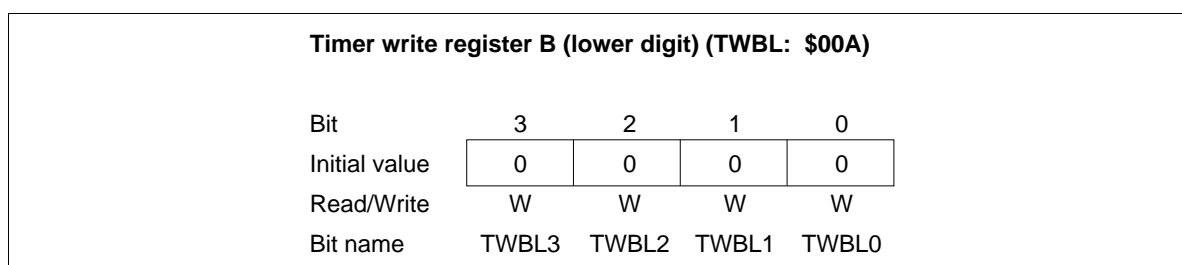 Timer write register B (lower digit) (TWBL: $00A)
Bit 3 2 1 0
Initial value 0 0 0 0
Read/Write W W W W
Bit name TWBL3 TWBL2 TWBL1 TWBL0